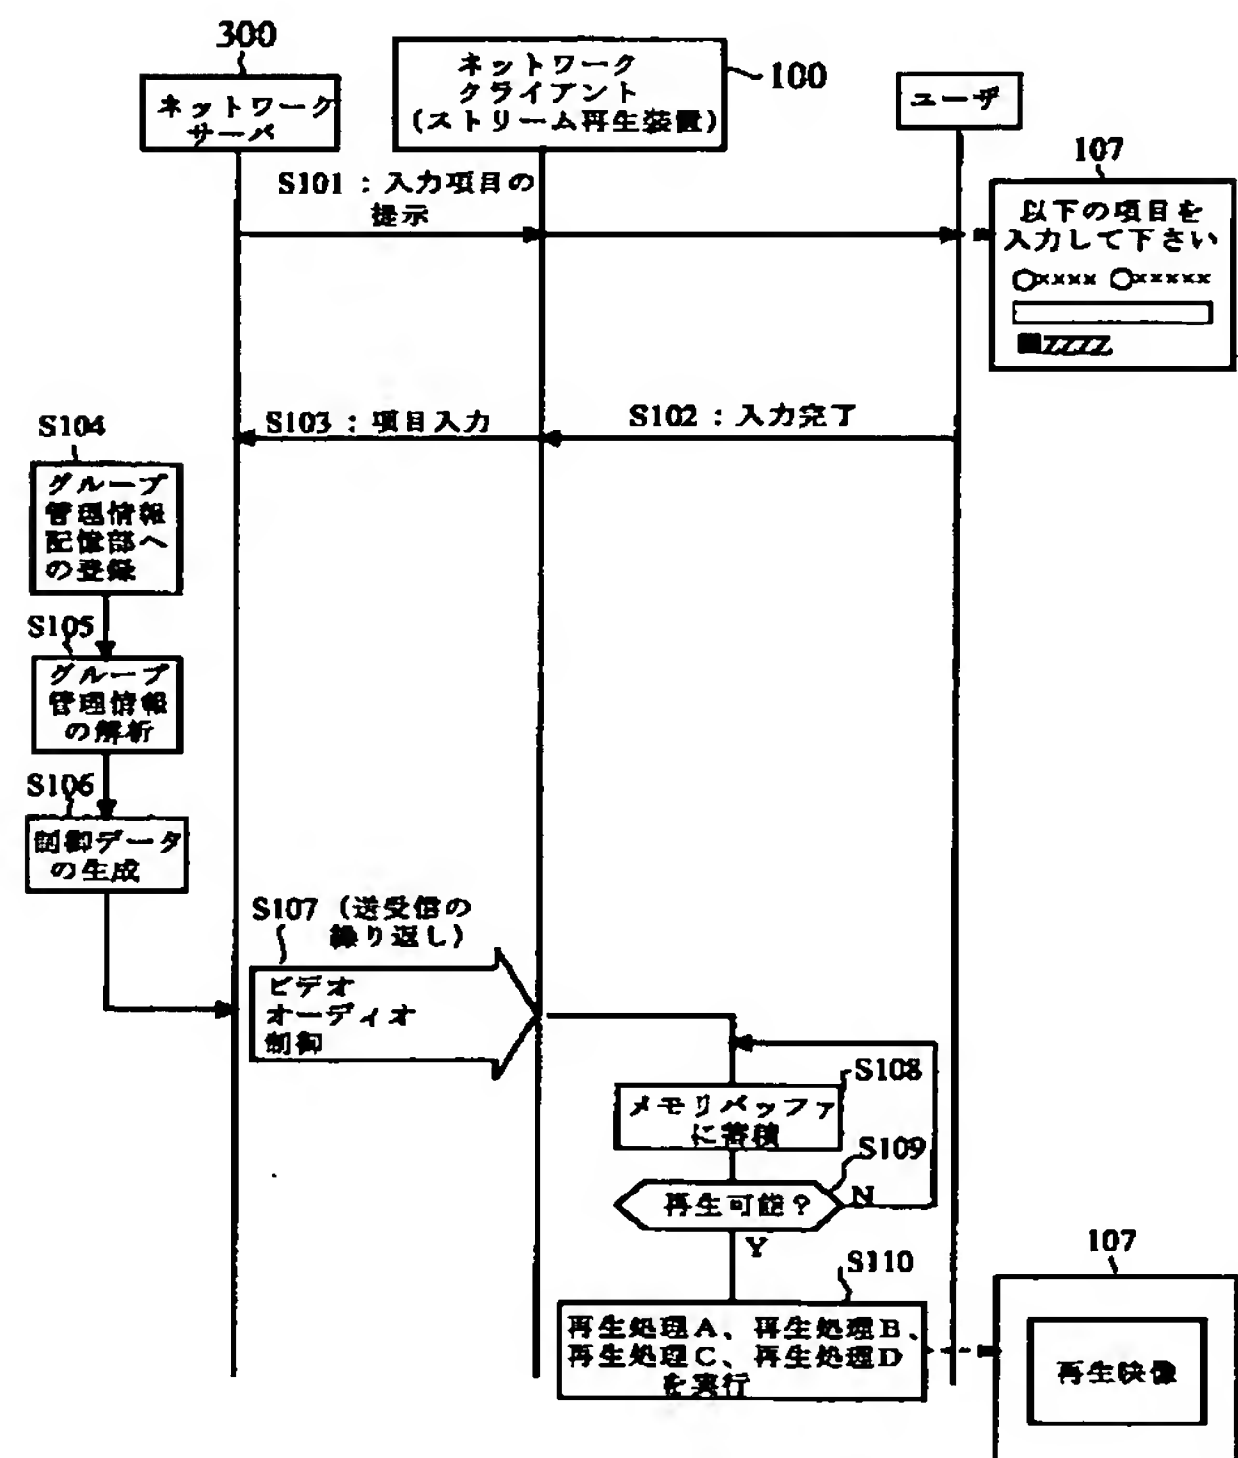 300
ネットワーク
サーバ
ネットワーク
クライアント
(ストリーム再生装置)
100
ユーザ
107
以下の項目を
入力して下さい
○×××× ○×××××
S101：入力項目の
提示
S102：入力完了
S103：項目入力
S104
グループ
管理情報
記憶部へ
の登録
S105
グループ
管理情報
の解析
S106
制御データ
の生成
S107（送受信の
繰り返し）
ビデオ
オーディオ
制御
S108
メモリバッファ
に蓄積
S109
再生可能？
N
Y
S110
再生処理A、再生処理B、
再生処理C、再生処理D
を実行
107
再生映像